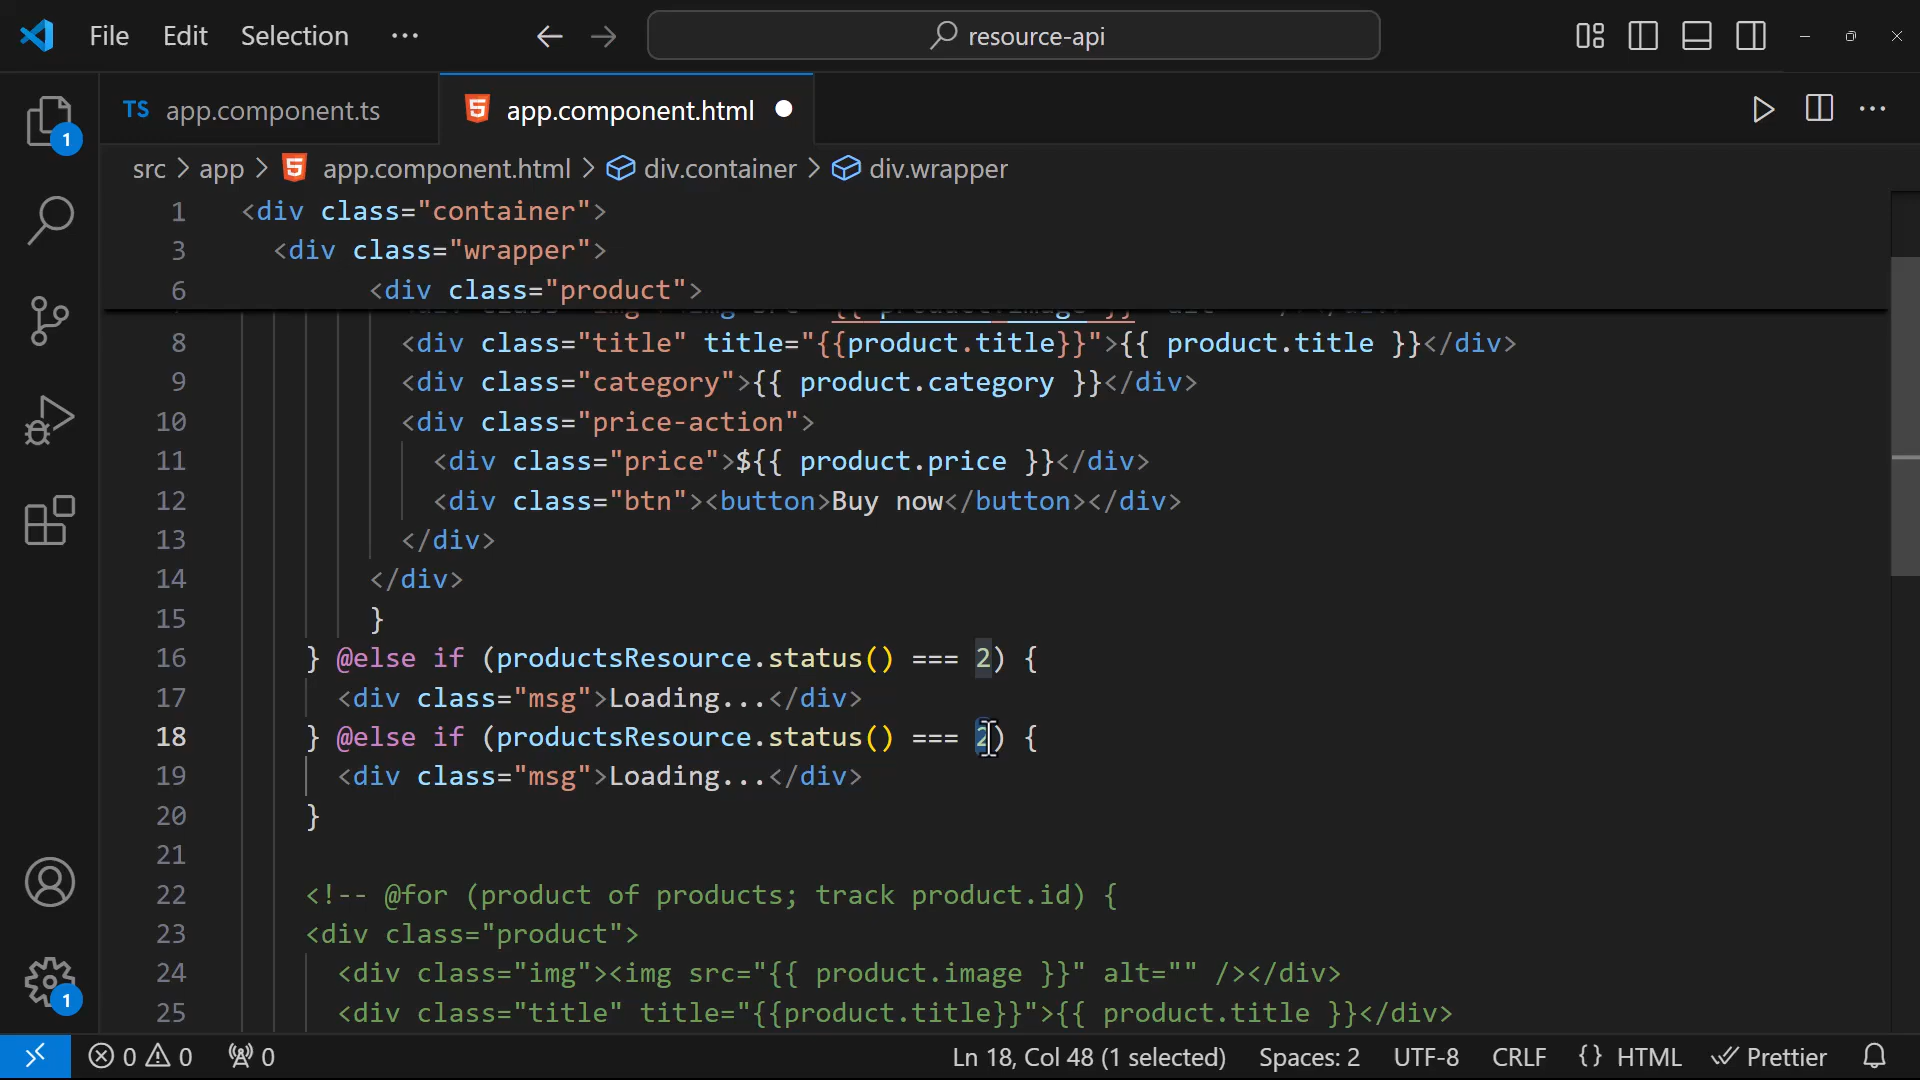 File Edit Selection ··· resource-api
TS app.component.ts app.component.html
src > app > app.component.html > div.container > div.wrapper
1 <div class="container">
3 <div class="wrapper">
6 <div class="product">
8 <div class="title" title="{{product.title}}">{{ product.title }}</div>
9 <div class="category">{{ product.category }}</div>
10 <div class="price-action">
11 <div class="price">${{ product.price }}</div>
12 <div class="btn"><button>Buy now</button></div>
13 </div>
14 </div>
15 }
16 } @else if (productsResource.status() === 2) {
17 <div class="msg">Loading...</div>
18 } @else if (productsResource.status() === 2) {
19 <div class="msg">Loading...</div>
20 }
21
22 <!-- @for (product of products; track product.id) {
23 <div class="product">
24 <div class="img"><img src="{{ product.image }}" alt="" /></div>
25 <div class="title" title="{{product.title}}">{{ product.title }}</div>
1
1
0 0 0 Ln 18, Col 48 (1 selected) Spaces: 2 UTF-8 CRLF {} HTML Prettier